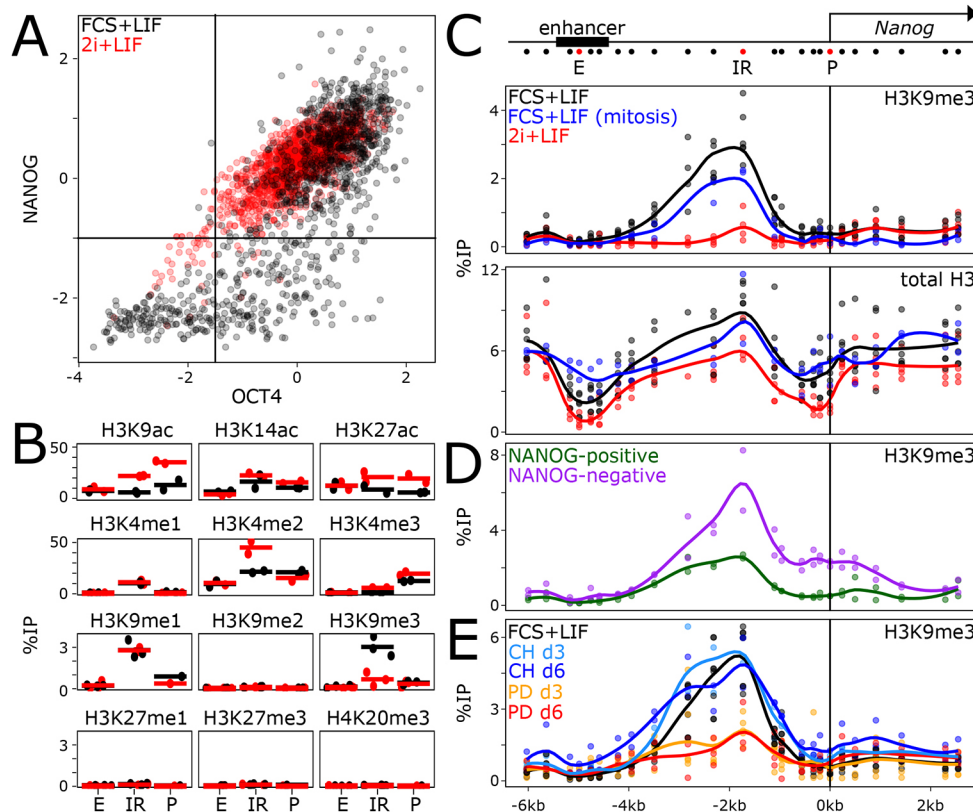 A
FCS+LIF
2i+LIF
NANOG
2
0
-2
-4
-2
0
2
OCT4
B
H3K9ac
H3K14ac
H3K27ac
50
0
H3K4me1
H3K4me2
H3K4me3
50
0
%IP
H3K9me1
H3K9me2
H3K9me3
3
0
H3K27me1
H3K27me3
H4K20me3
3
0
E IR P
E IR P
E IR P
C
enhancer
Nanog
E
IR
P
FCS+LIF
FCS+LIF (mitosis)
2i+LIF
H3K9me3
4
2
0
%IP
total H3
12
6
0
D
NANOG-positive
NANOG-negative
H3K9me3
8
4
0
%IP
E
FCS+LIF
CH d3
CH d6
PD d3
PD d6
H3K9me3
6
3
0
%IP
-6kb
-4kb
-2kb
0kb
2kb